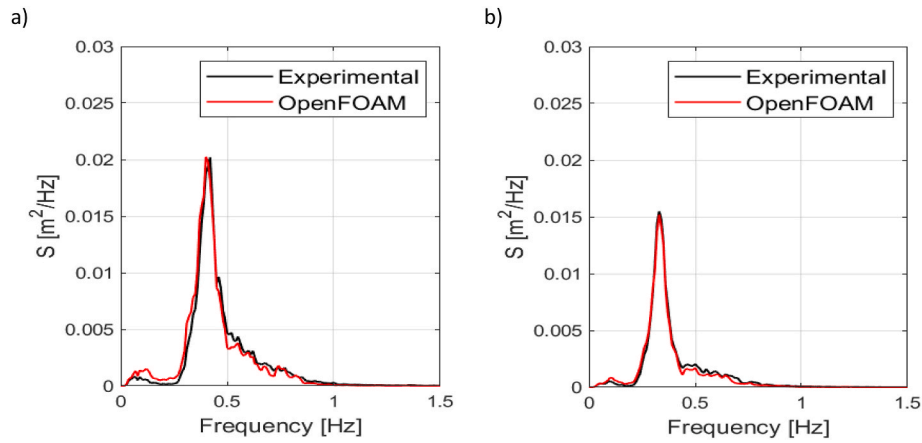 a)
0.03
0.025
0.02
0.015
0.01
0.005
0
S [m²/Hz]
Experimental
OpenFOAM
0
0.5
1
1.5
Frequency [Hz]
b)
0.03
0.025
0.02
0.015
0.01
0.005
0
S [m²/Hz]
Experimental
OpenFOAM
0
0.5
1
1.5
Frequency [Hz]